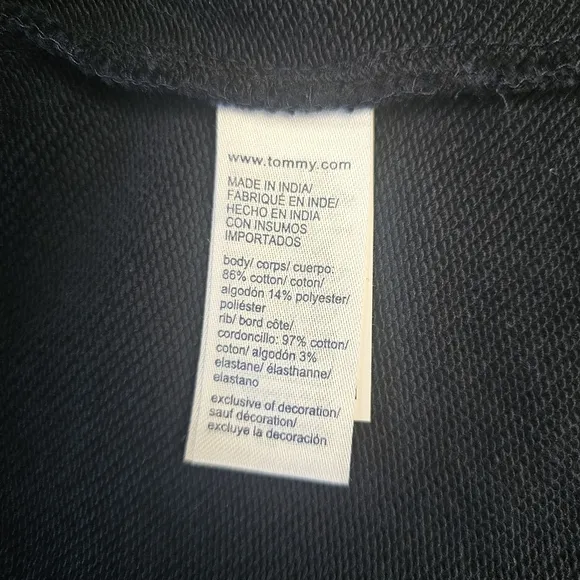 www.tommy.com
MADE IN INDIA/
FABRIQUÉ EN INDE/
HECHO EN INDIA
CON INSUMOS
IMPORTADOS
body/ corps/ cuerpo:
86% cotton/ coton/
algodón 14% polyester/
poliéster
rib/ bord côte/
cordoncillo: 97% cotton/
coton/ algodón 3%
elastane/ élasthanne/
elastano
exclusive of decoration/
sauf décoration/
excluye la decoración